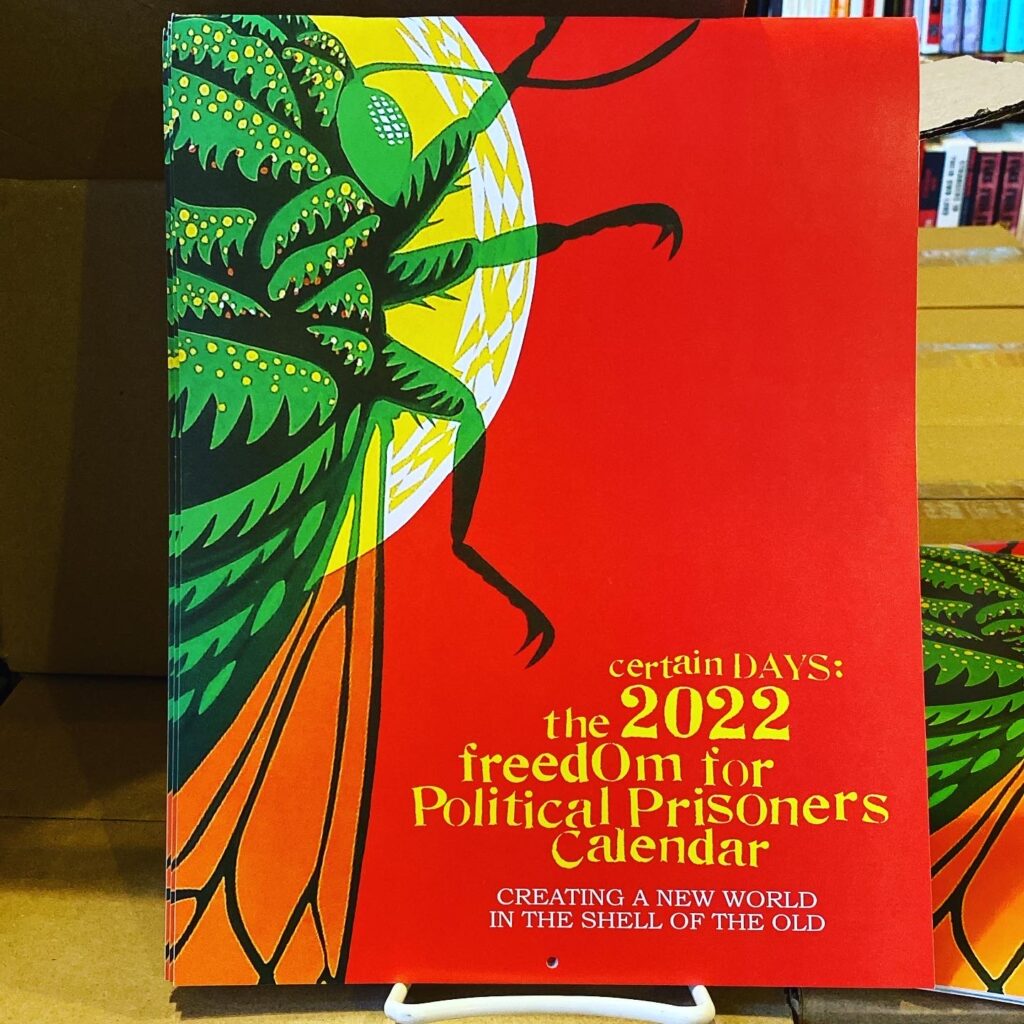 certain DAYS:
the 2022
freedOm for
Political Prisoners
Calendar
CREATING A NEW WORLD
IN THE SHELL OF THE OLD